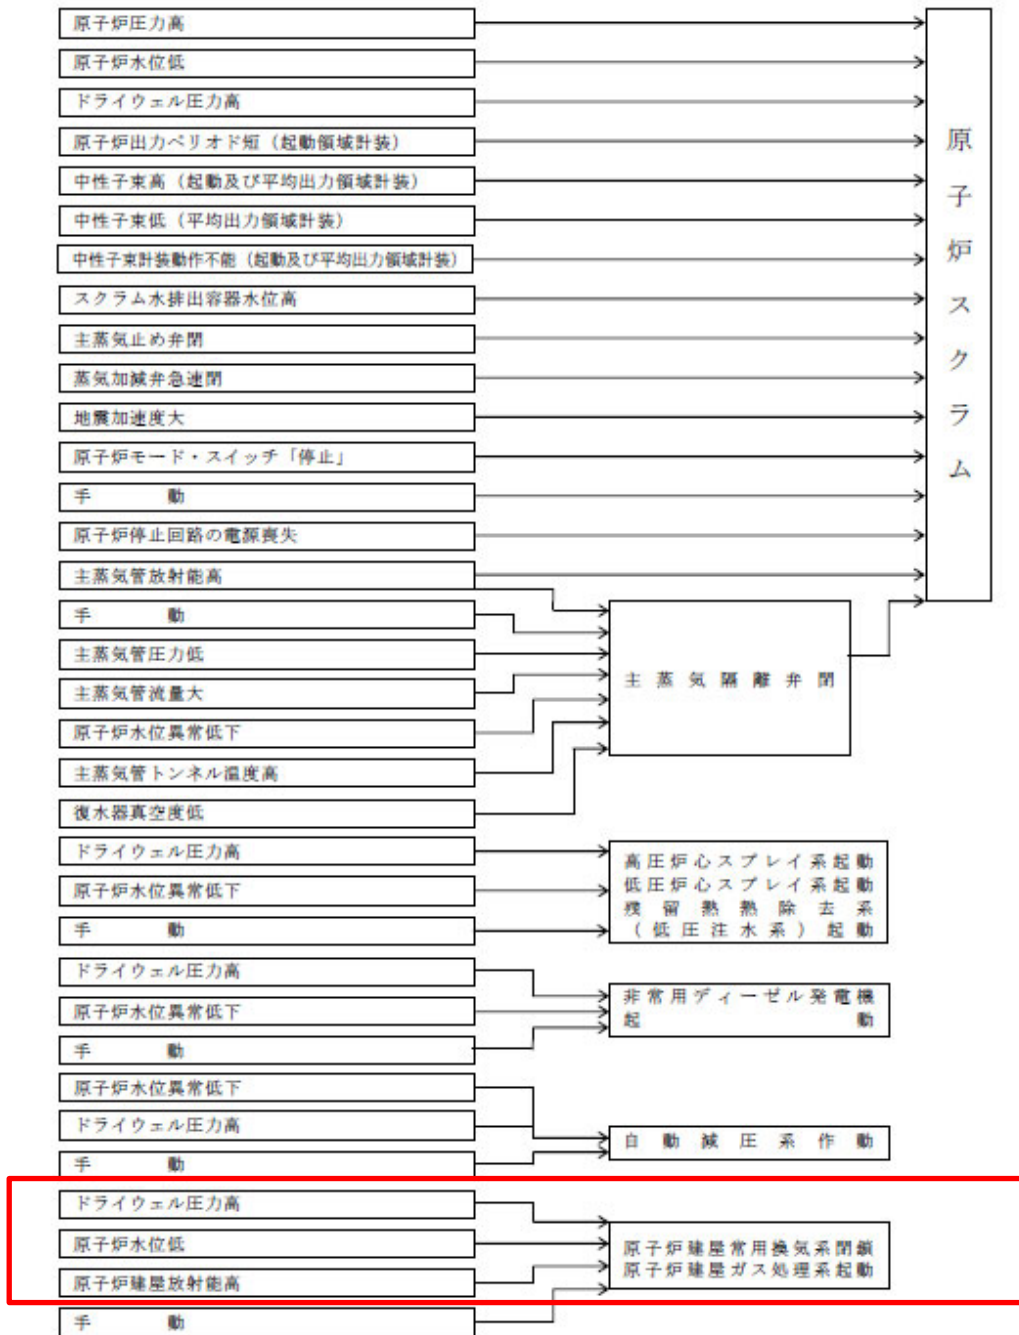 原子炉圧力高
原子炉水位低
ドライウェル圧力高
原子炉出力ペリオド短（起動領域計装）
中性子束高（起動及び平均出力領域計装）
中性子束低（平均出力領域計装）
中性子束計装動作不能（起動及び平均出力領域計装）
スクラム水排出容器水位高
主蒸気止め弁閉
蒸気加減弁急速閉
地震加速度大
原子炉モード・スイッチ「停止」
手　　　動
原子炉停止回路の電源喪失
主蒸気管放射能高
原子炉スクラム
手　　　動
主蒸気管圧力低
主蒸気管流量大
原子炉水位異常低下
主蒸気管トンネル温度高
復水器真空度低
主蒸気隔離弁閉
ドライウェル圧力高
原子炉水位異常低下
手　　　動
高圧炉心スプレイ系起動
低圧炉心スプレイ系起動
残留熱熱除去系
（低圧注水系）起動
ドライウェル圧力高
原子炉水位異常低下
手　　　動
非常用ディーゼル発電機
起　　　動
原子炉水位異常低下
ドライウェル圧力高
手　　　動
自動減圧系作動
ドライウェル圧力高
原子炉水位低
原子炉建屋放射能高
手　　　動
原子炉建屋常用換気系閉鎖
原子炉建屋ガス処理系起動